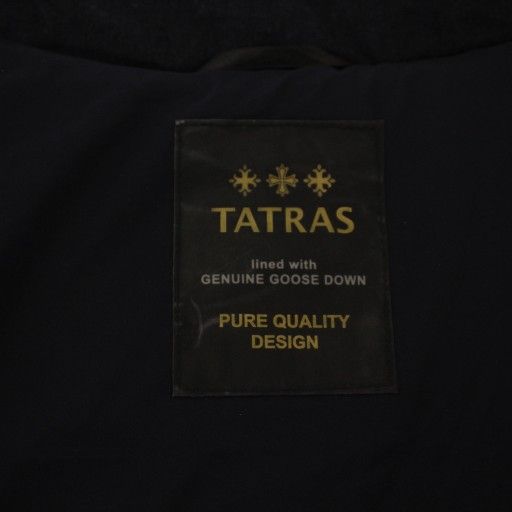 TATRAS
lined with
GENUINE GOOSE DOWN
PURE QUALITY
DESIGN